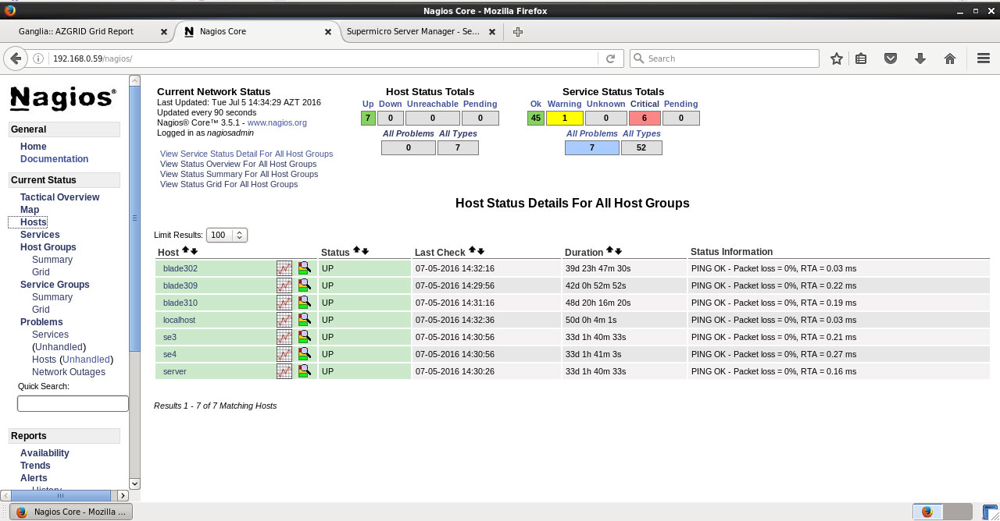 Nagios Core - Mozilla Firefox
Ganglia:: AZGRID Grid Report
Nagios Core
Supermicro Server Manager - Se...
192.168.0.59/nagios/
Search
Nagios®
General
Home
Documentation
Current Status
Tactical Overview
Map
Hosts
Services
Host Groups
Summary
Grid
Service Groups
Summary
Grid
Problems
Services
(Unhandled)
Hosts (Unhandled)
Network Outages
Quick Search:
Reports
Availability
Trends
Alerts
History
Current Network Status
Last Updated: Tue Jul 5 14:34:29 AZT 2016
Updated every 90 seconds
Nagios® Core™ 3.5.1 - www.nagios.org
Logged in as nagiosadmin
View Service Status Detail For All Host Groups
View Status Overview For All Host Groups
View Status Summary For All Host Groups
View Status Grid For All Host Groups
Host Status Totals
Up Down Unreachable Pending
7 0 0 0
All Problems All Types
0 7
Service Status Totals
Ok Warning Unknown Critical Pending
45 1 0 6 0
All Problems All Types
7 52
Host Status Details For All Host Groups
Limit Results: 100
Host Status Last Check Duration Status Information
blade302 UP 07-05-2016 14:32:16 39d 23h 47m 30s PING OK - Packet loss = 0%, RTA = 0.03 ms
blade309 UP 07-05-2016 14:29:56 42d 0h 52m 52s PING OK - Packet loss = 0%, RTA = 0.22 ms
blade310 UP 07-05-2016 14:31:16 48d 20h 16m 20s PING OK - Packet loss = 0%, RTA = 0.19 ms
localhost UP 07-05-2016 14:32:36 50d 0h 4m 1s PING OK - Packet loss = 0%, RTA = 0.03 ms
se3 UP 07-05-2016 14:30:56 33d 1h 40m 33s PING OK - Packet loss = 0%, RTA = 0.21 ms
se4 UP 07-05-2016 14:30:56 33d 1h 41m 3s PING OK - Packet loss = 0%, RTA = 0.27 ms
server UP 07-05-2016 14:30:26 33d 1h 40m 33s PING OK - Packet loss = 0%, RTA = 0.16 ms
Results 1 - 7 of 7 Matching Hosts
Nagios Core - Mozilla ...